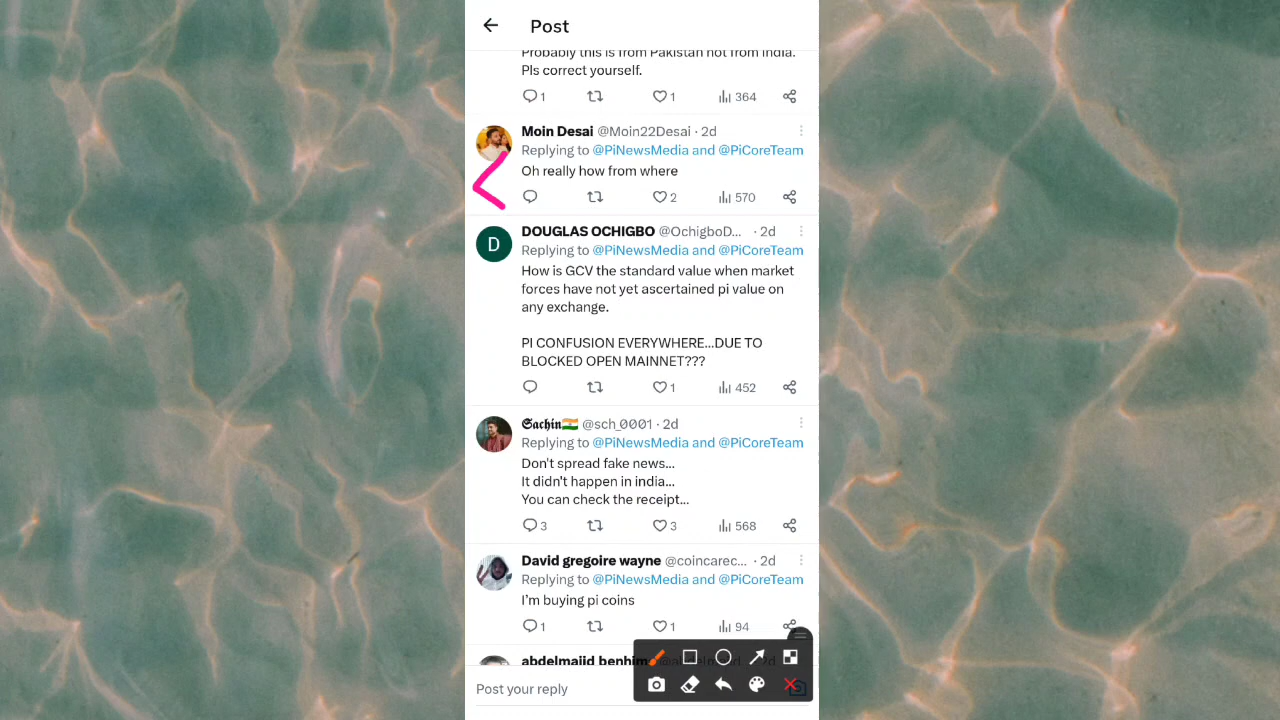 Post
Probably this is from Pakistan not from India.
Pls correct yourself.
1 1 364
Moin Desai @Moin22Desai · 2d
Replying to @PiNewsMedia and @PiCoreTeam
Oh really how from where
2 570
D
DOUGLAS OCHIGBO @OchigboD... · 2d
Replying to @PiNewsMedia and @PiCoreTeam
How is GCV the standard value when market
forces have not yet ascertained pi value on
any exchange.
PI CONFUSION EVERYWHERE...DUE TO
BLOCKED OPEN MAINNET???
1 452
𝕾𝖆𝖈𝖍𝖎𝖓🇮🇳 @sch_0001 · 2d
Replying to @PiNewsMedia and @PiCoreTeam
Don't spread fake news...
It didn't happen in india...
You can check the receipt...
3 3 568
David gregoire wayne @coincarec... · 2d
Replying to @PiNewsMedia and @PiCoreTeam
I'm buying pi coins
1 1 94
abdelmajid benhim
Post your reply